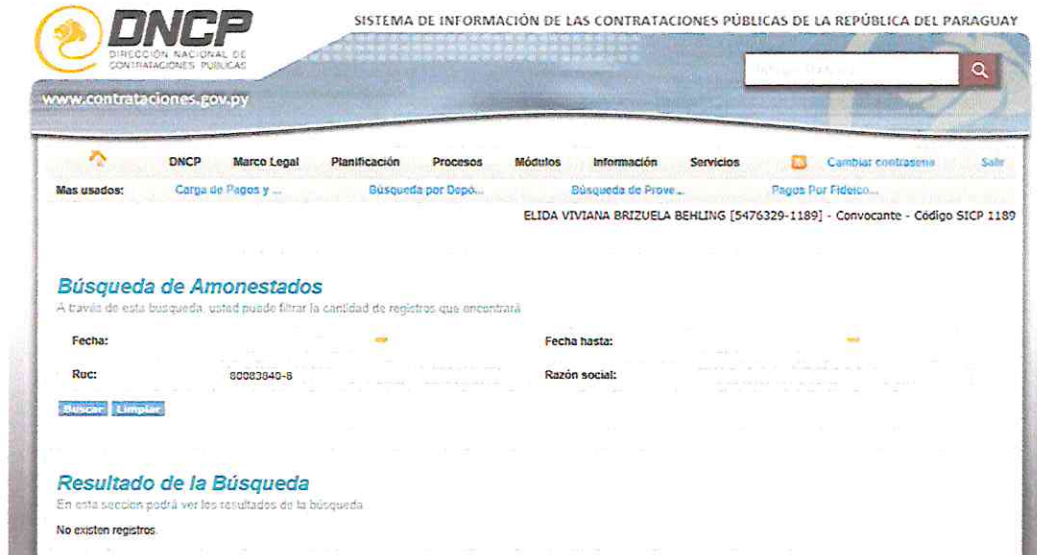 DNCP
DIRECCIÓN NACIONAL DE
CONTRATACIONES PÚBLICAS
SISTEMA DE INFORMACIÓN DE LAS CONTRATACIONES PÚBLICAS DE LA REPÚBLICA DEL PARAGUAY
www.contrataciones.gov.py
DNCP Marco Legal Planificación Procesos Módulos Información Servicios Cambiar contraseña Salir
Mas usados: Carga de Pagos y ... Búsqueda por Depó... Búsqueda de Prove... Pagos Por Fideico...
ELIDA VIVIANA BRIZUELA BEHLING [5476329-1189] - Convocante - Código SICP 1189
Búsqueda de Amonestados
A través de esta busqueda, usted puede filtrar la cantidad de registros que encontrará
Fecha: Fecha hasta:
Ruc: 80083840-8 Razón social:
Buscar Limpiar
Resultado de la Búsqueda
En esta seccion podrá ver los resultados de la búsqueda
No existen registros.